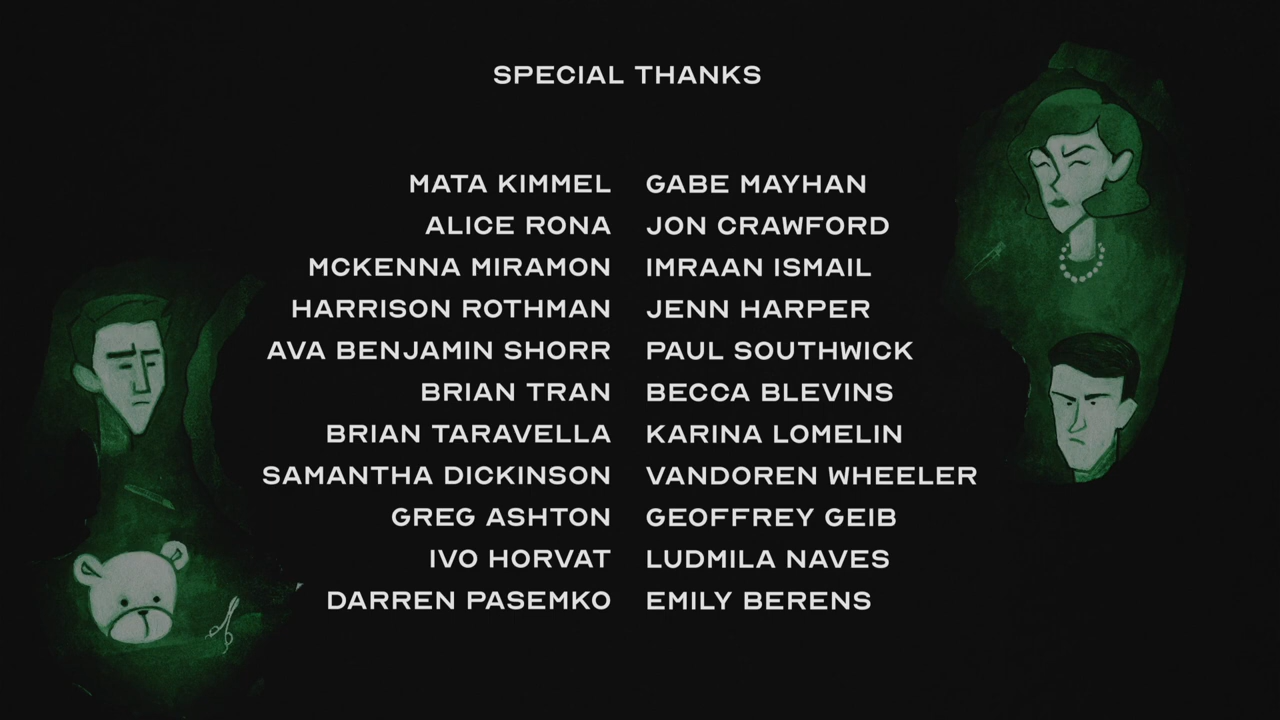 SPECIAL THANKS
MATA KIMMEL GABE MAYHAN
ALICE RONA JON CRAWFORD
MCKENNA MIRAMON IMRAAN ISMAIL
HARRISON ROTHMAN JENN HARPER
AVA BENJAMIN SHORR PAUL SOUTHWICK
BRIAN TRAN BECCA BLEVINS
BRIAN TARAVELLA KARINA LOMELIN
SAMANTHA DICKINSON VANDOREN WHEELER
GREG ASHTON GEOFFREY GEIB
IVO HORVAT LUDMILA NAVES
DARREN PASEMKO EMILY BERENS